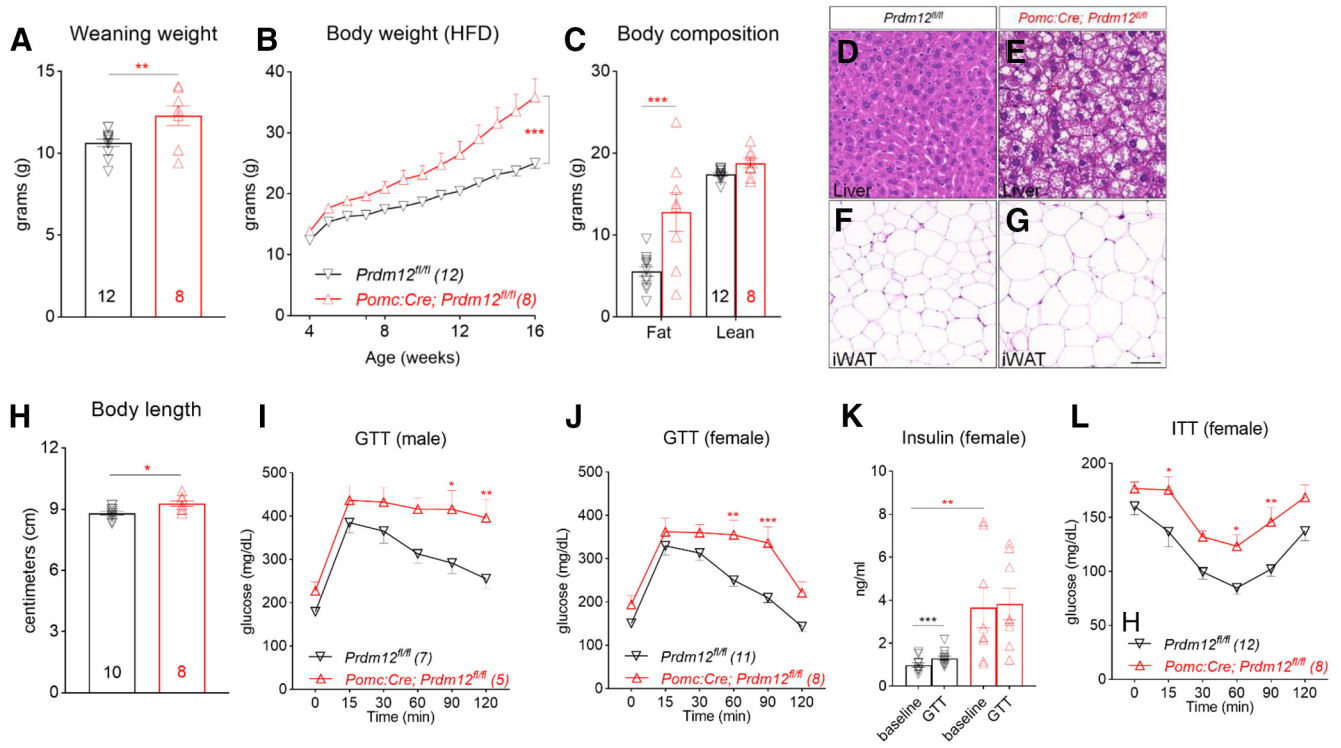 A
Weaning weight
**
grams (g)
15
10
5
0
12
8
B
Body weight (HFD)
***
grams (g)
40
30
20
10
0
Prdm12fl/fl (12)
Pomc:Cre; Prdm12fl/fl (8)
4
8
12
16
Age (weeks)
C
Body composition
***
grams (g)
30
20
10
0
12
8
Fat
Lean
Prdm12fl/fl
Pomc:Cre; Prdm12fl/fl
D
Liver
E
Liver
F
iWAT
G
iWAT
H
Body length
*
centimeters (cm)
12
9
6
3
0
10
8
I
GTT (male)
*
**
glucose (mg/dL)
500
400
300
200
100
0
Prdm12fl/fl (7)
Pomc:Cre; Prdm12fl/fl (5)
0
15
30
60
90
120
Time (min)
J
GTT (female)
**
***
glucose (mg/dL)
500
400
300
200
300
0
Prdm12fl/fl (11)
Pomc:Cre; Prdm12fl/fl (8)
0
15
30
60
90
120
Time (min)
K
Insulin (female)
**
***
ng/ml
10
8
6
4
2
0
baseline
GTT
baseline
GTT
L
ITT (female)
*
*
**
glucose (mg/dL)
200
150
100
50
0
H
Prdm12fl/fl (12)
Pomc:Cre; Prdm12fl/fl (8)
0
15
30
60
90
120
Time (min)